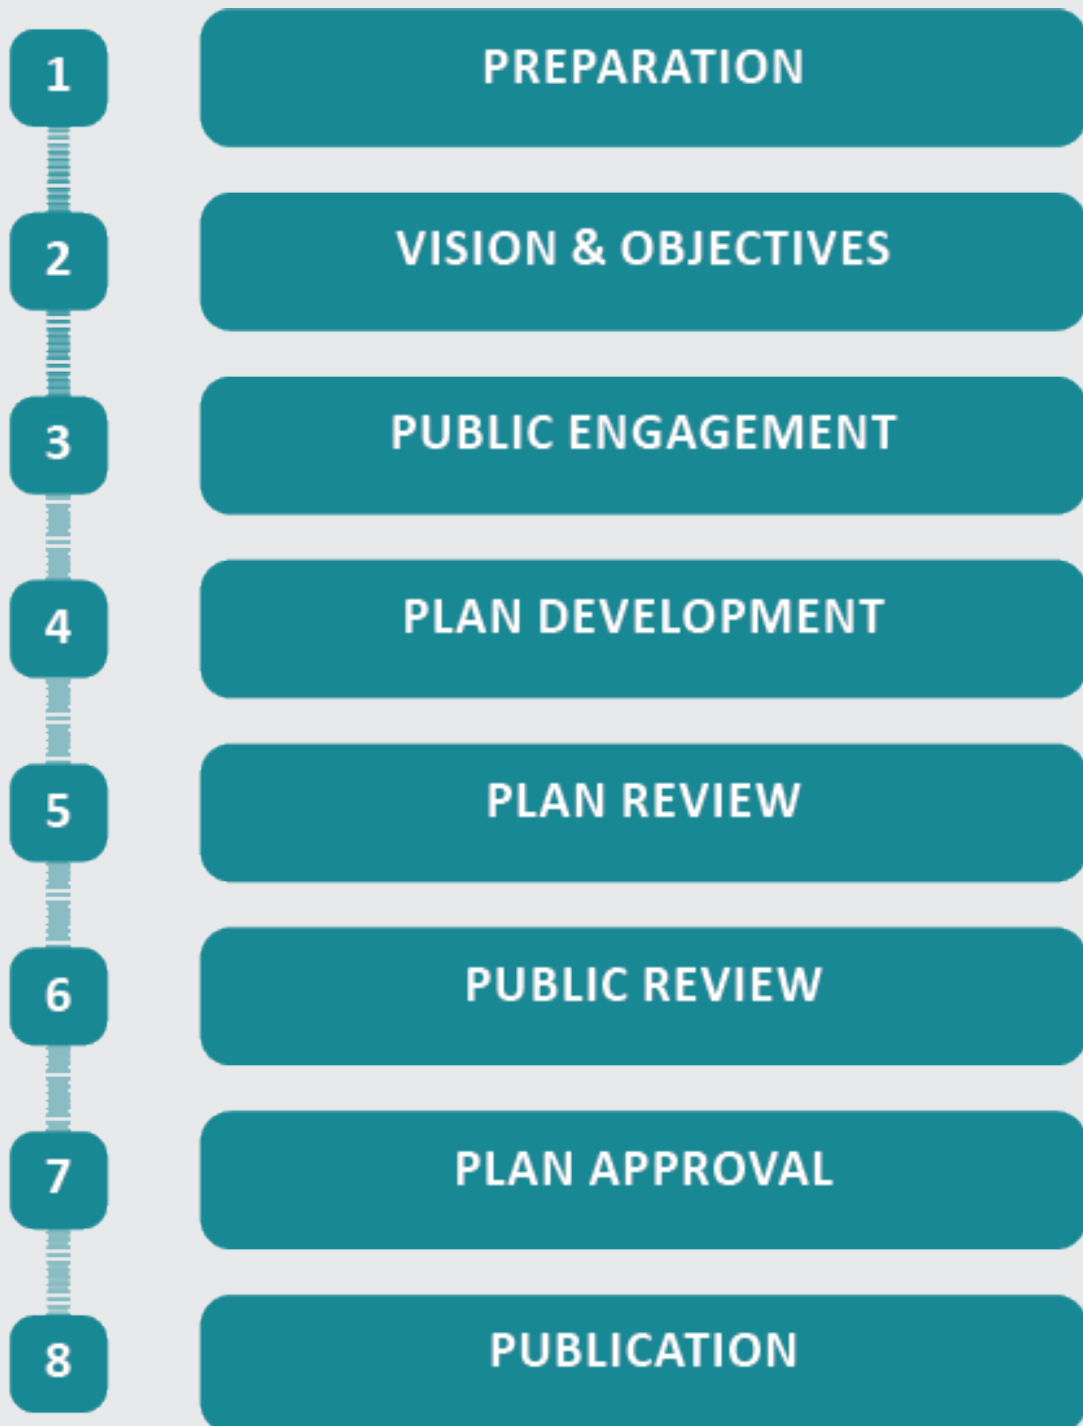 1
PREPARATION
2
VISION & OBJECTIVES
3
PUBLIC ENGAGEMENT
4
PLAN DEVELOPMENT
5
PLAN REVIEW
6
PUBLIC REVIEW
7
PLAN APPROVAL
8
PUBLICATION